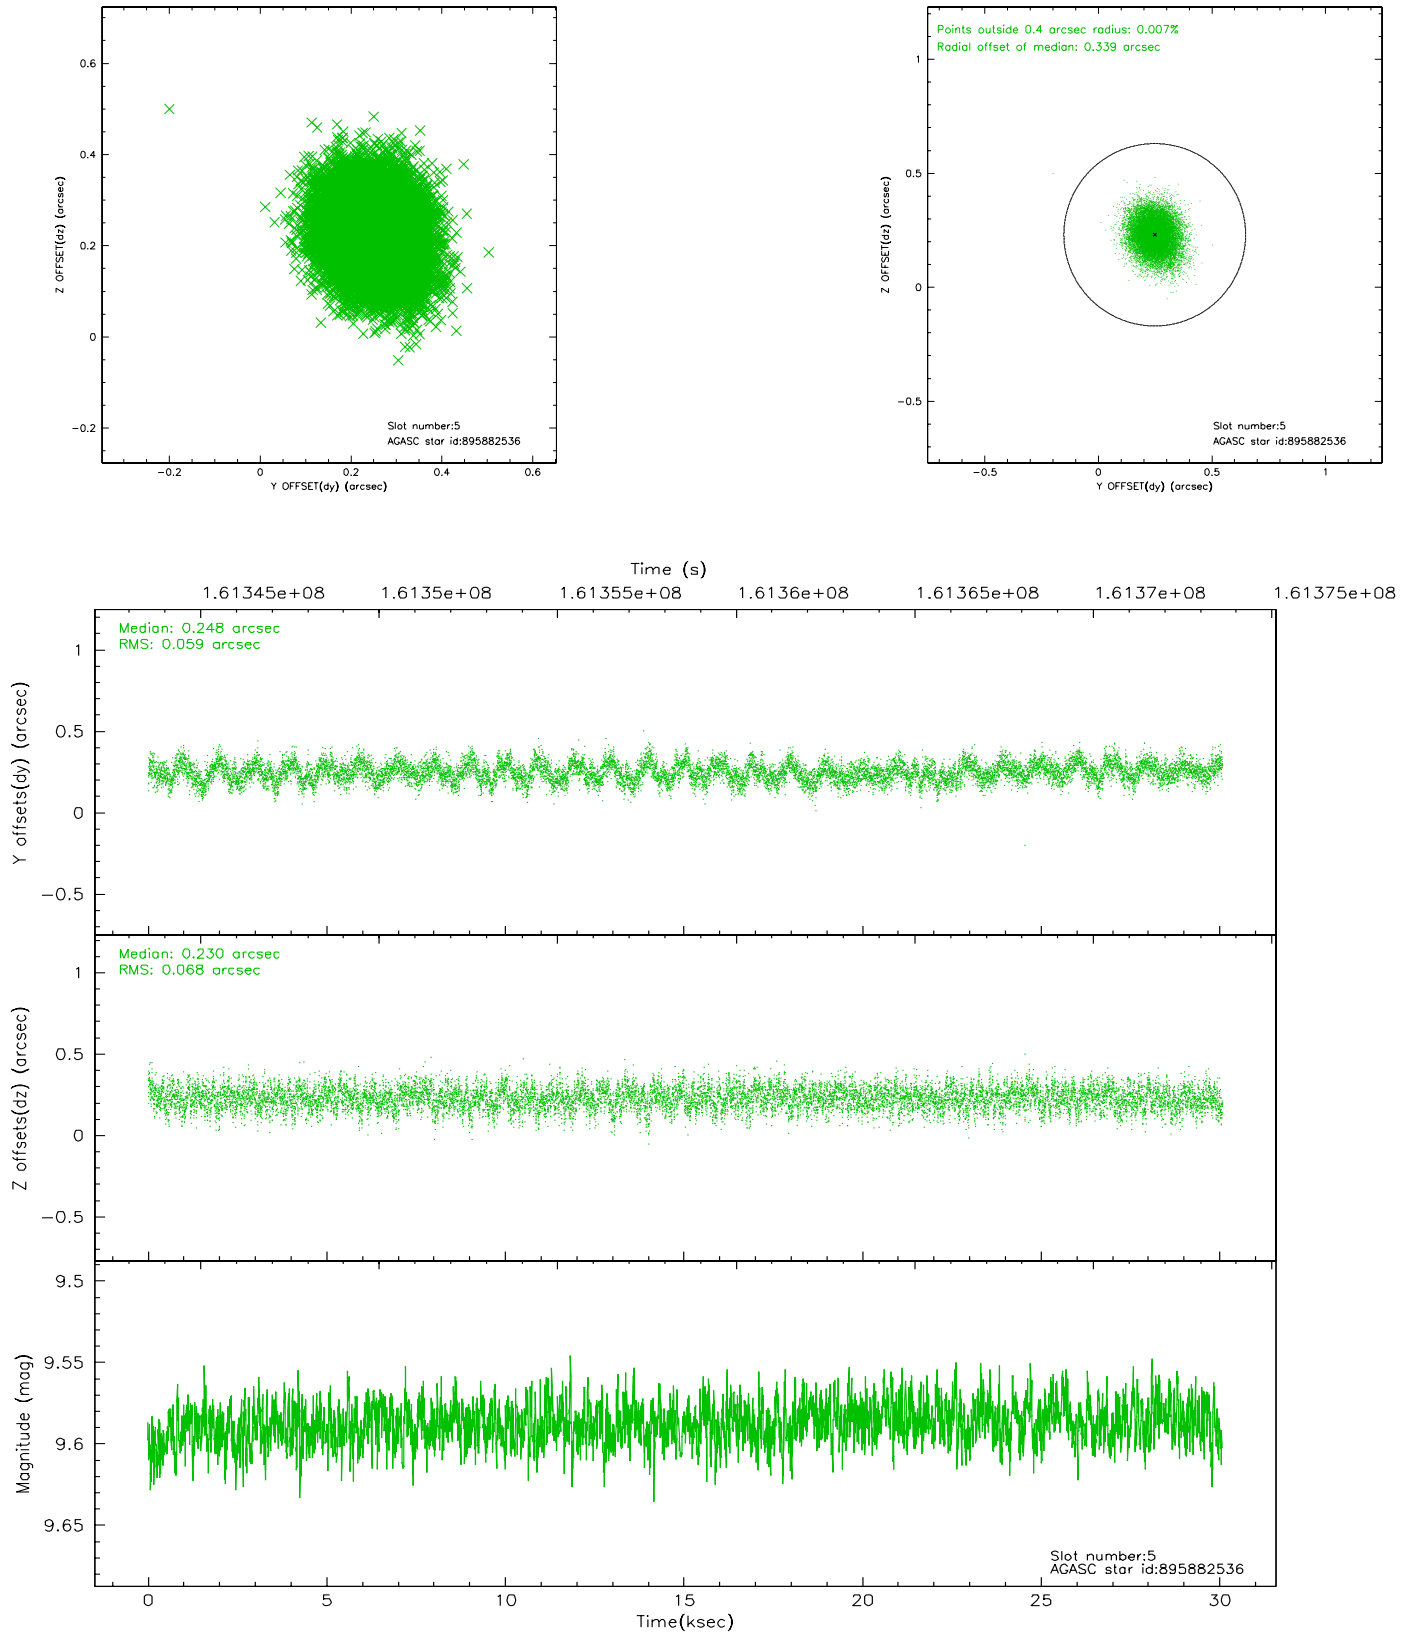 Points outside 0.4 arcsec radius: 0.007%
Radial offset of median: 0.339 arcsec
0.6
0.4
0.2
0
−0.2
Z OFFSET(dz) (arcsec)
Slot number:5
AGASC star id:895882536
−0.2 0 0.2 0.4 0.6
Y OFFSET(dy) (arcsec)
1
0.5
0
−0.5
Z OFFSET(dz) (arcsec)
Slot number:5
AGASC star id:895882536
−0.5 0 0.5 1
Y OFFSET(dy) (arcsec)
Time (s)
1.61345e+08 1.6135e+08 1.61355e+08 1.6136e+08 1.61365e+08 1.6137e+08 1.61375e+08
Median: 0.248 arcsec
RMS: 0.059 arcsec
1
0.5
0
−0.5
Y offsets(dy) (arcsec)
Median: 0.230 arcsec
RMS: 0.068 arcsec
1
0.5
0
−0.5
Z offsets(dz) (arcsec)
9.5
9.55
9.6
9.65
Magnitude (mag)
Slot number:5
AGASC star id:895882536
0 5 10 15 20 25 30
Time(ksec)